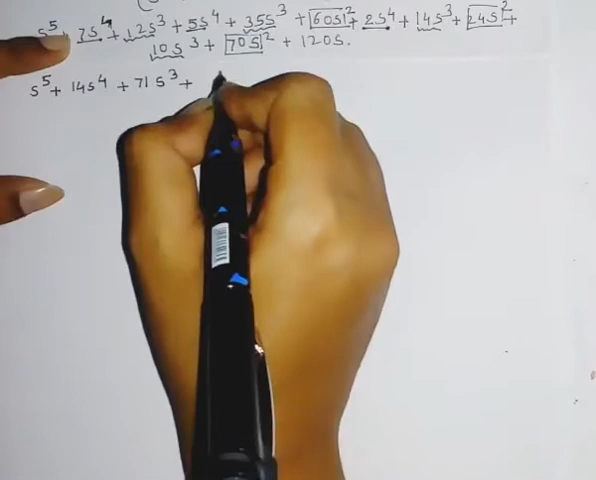 s⁵ + 7s⁴ + 12s³ + 5s⁴ + 35s³ + 60s² + 2s⁴ + 14s³ + 24s² +
10s³ + 70s² + 120s.
s⁵ + 14s⁴ + 71s³ +